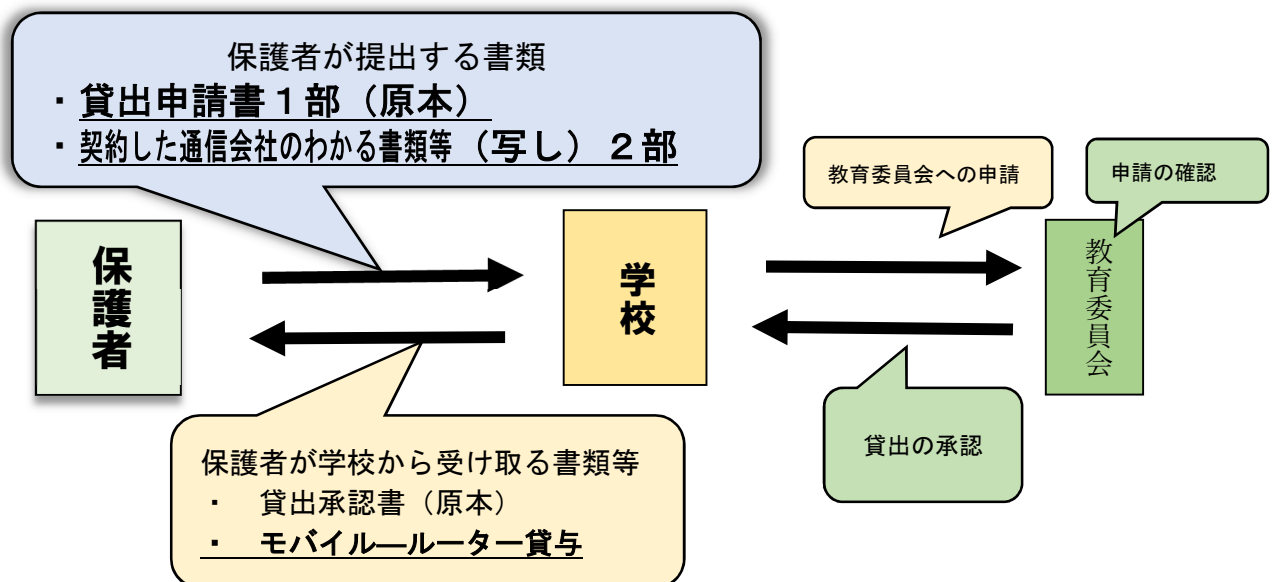 保護者が提出する書類
・貸出申請書１部（原本）
・契約した通信会社のわかる書類等（写し）２部
教育委員会への申請
申請の確認
保護者
学校
教育委員会
保護者が学校から受け取る書類等
・ 貸出承認書（原本）
・ モバイル―ルーター貸与
貸出の承認